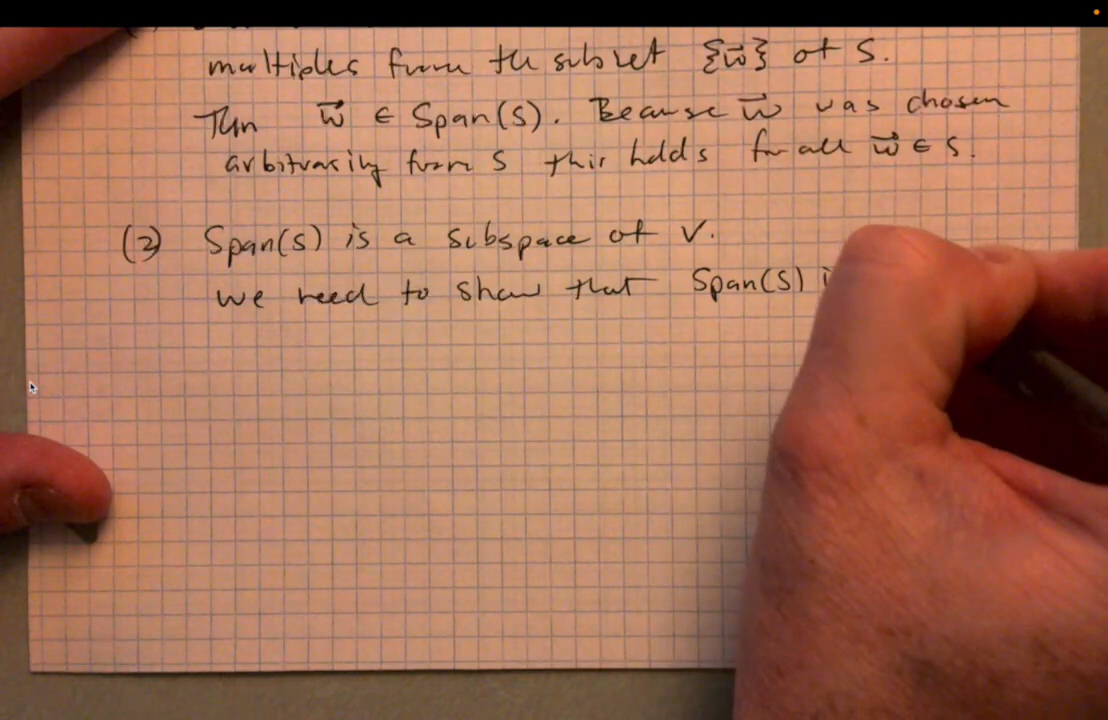 multiples from the subset {w⃗} of S.
Then w⃗ ∈ Span(S). Because w⃗ was chosen
arbitrarily from S this holds for all w⃗ ∈ S.
(2) Span(S) is a subspace of V.
we need to show that Span(S) i